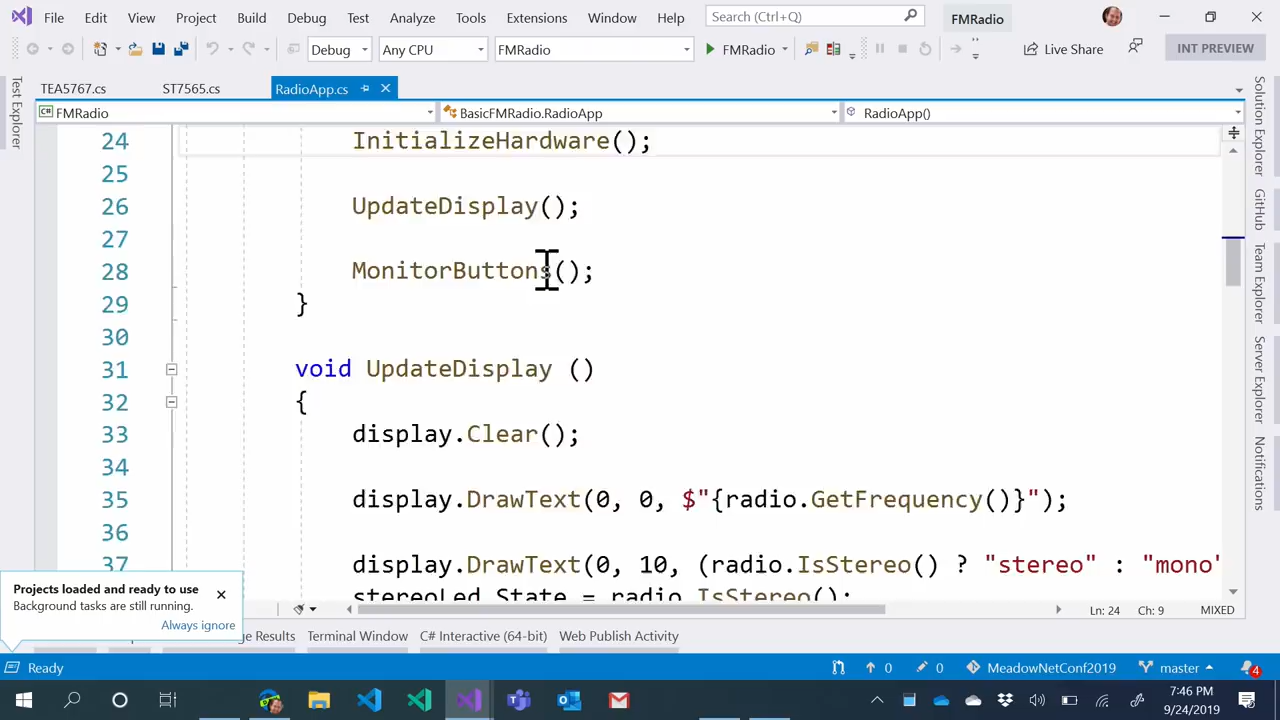 File Edit View Project Build Debug Test Analyze Tools Extensions Window Help Search (Ctrl+Q) FMRadio
Debug Any CPU FMRadio FMRadio Live Share INT PREVIEW
TEA5767.cs ST7565.cs RadioApp.cs
FMRadio BasicFMRadio.RadioApp RadioApp()
Test Explorer
24 InitializeHardware();
25
26 UpdateDisplay();
27
28 MonitorButtons();
29 }
30
31 void UpdateDisplay ()
32 {
33 display.Clear();
34
35 display.DrawText(0, 0, $"{radio.GetFrequency()}");
36
37 display.DrawText(0, 10, (radio.IsStereo() ? "stereo" : "mono"
stereoLed.State = radio.IsStereo();
Solution Explorer
GitHub
Team Explorer
Server Explorer
Notifications
Projects loaded and ready to use
Background tasks are still running.
Always ignore
Ln: 24 Ch: 9 MIXED
Results Terminal Window C# Interactive (64-bit) Web Publish Activity
Ready 0 0 MeadowNetConf2019 master 4
7:46 PM
9/24/2019